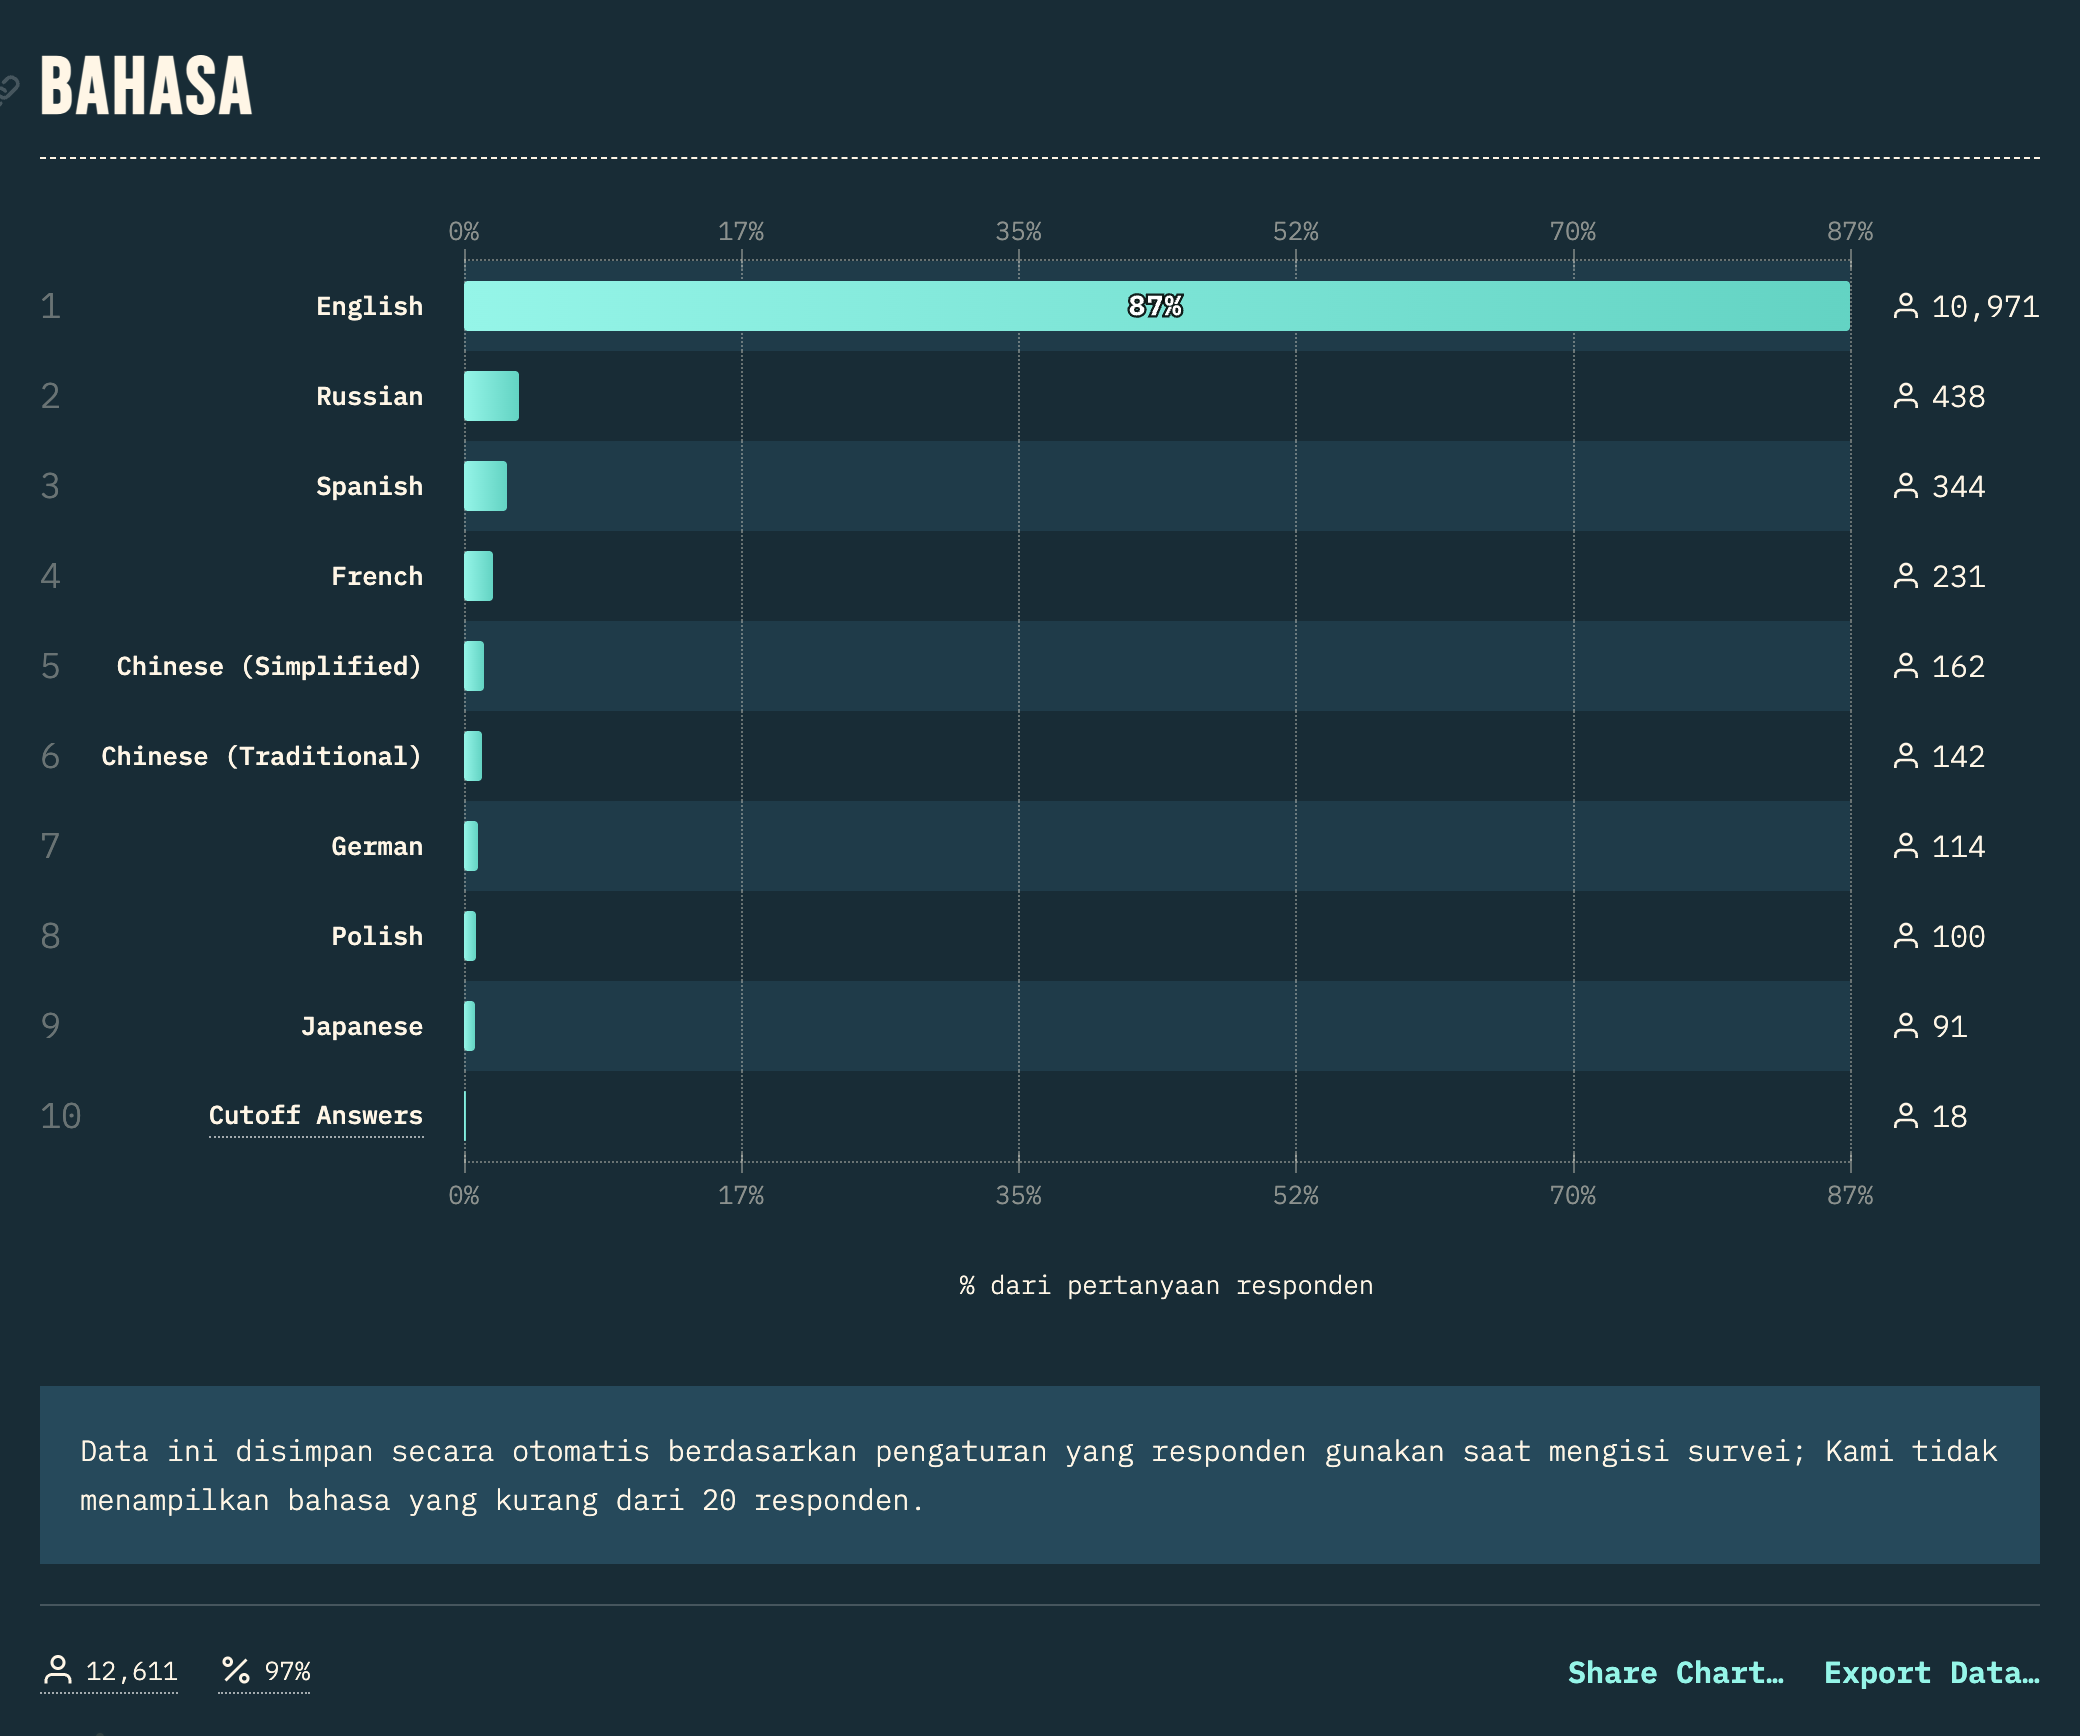 BAHASA
0% 17% 35% 52% 70% 87%
1 English 87% 10,971
2 Russian 438
3 Spanish 344
4 French 231
5 Chinese (Simplified) 162
6 Chinese (Traditional) 142
7 German 114
8 Polish 100
9 Japanese 91
10 Cutoff Answers 18
0% 17% 35% 52% 70% 87%
% dari pertanyaan responden
Data ini disimpan secara otomatis berdasarkan pengaturan yang responden gunakan saat mengisi survei; Kami tidak
menampilkan bahasa yang kurang dari 20 responden.
12,611 % 97% Share Chart… Export Data…